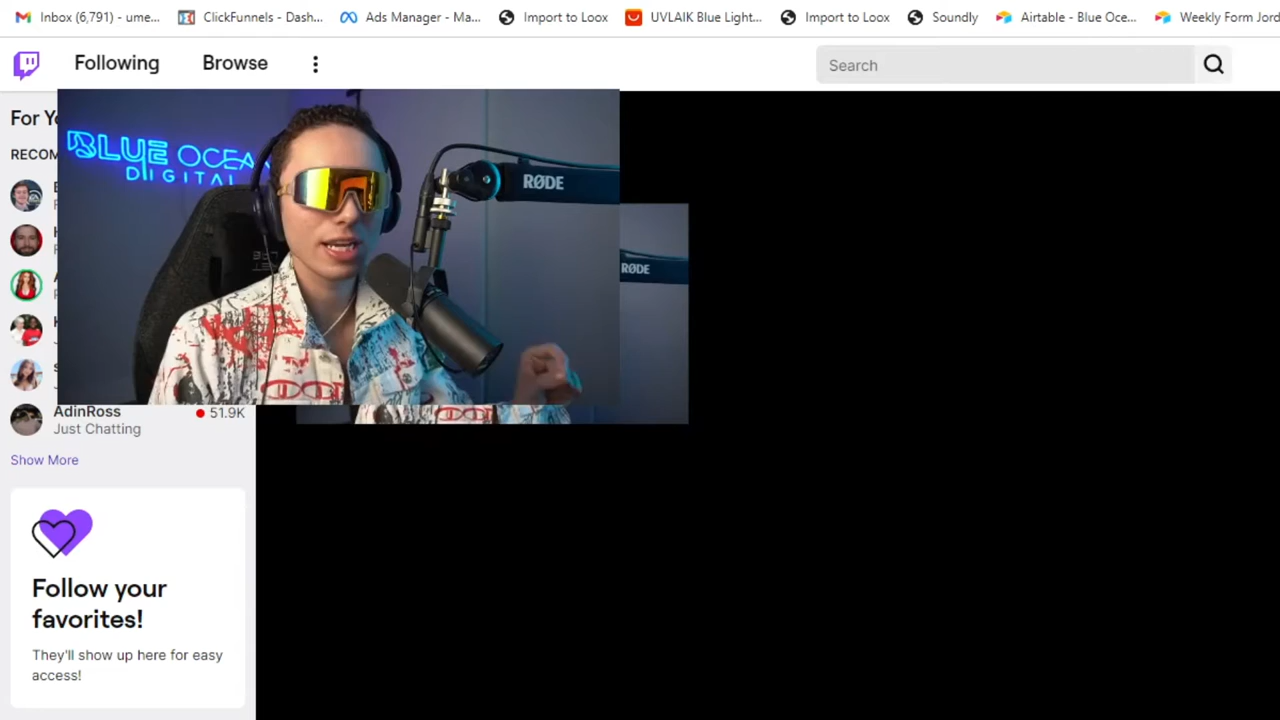 Inbox (6,791) - ume...
ClickFunnels - Dash...
Ads Manager - Ma...
Import to Loox
UVLAIK Blue Light...
Import to Loox
Soundly
Airtable - Blue Oce...
Weekly Form Jord
Following
Browse
Search
For Yo
RECOM
BLUE OCEAN
DIGITAL
RØDE
RØDE
AdinRoss
51.9K
Just Chatting
Show More
Follow your
favorites!
They'll show up here for easy
access!